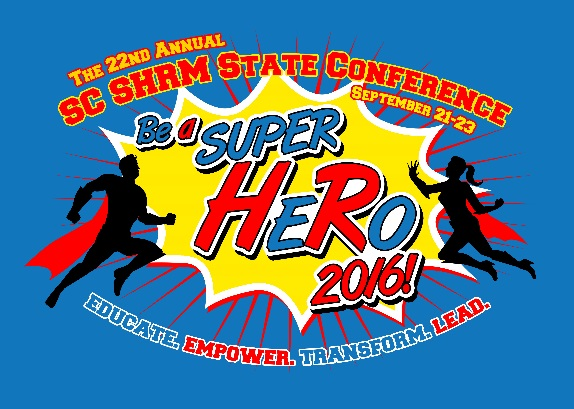 The 22nd Annual
SC SHRM State Conference
September 21-23
Be a SUPER
HeRo
2016!
EDUCATE. EMPOWER. TRANSFORM. LEAD.